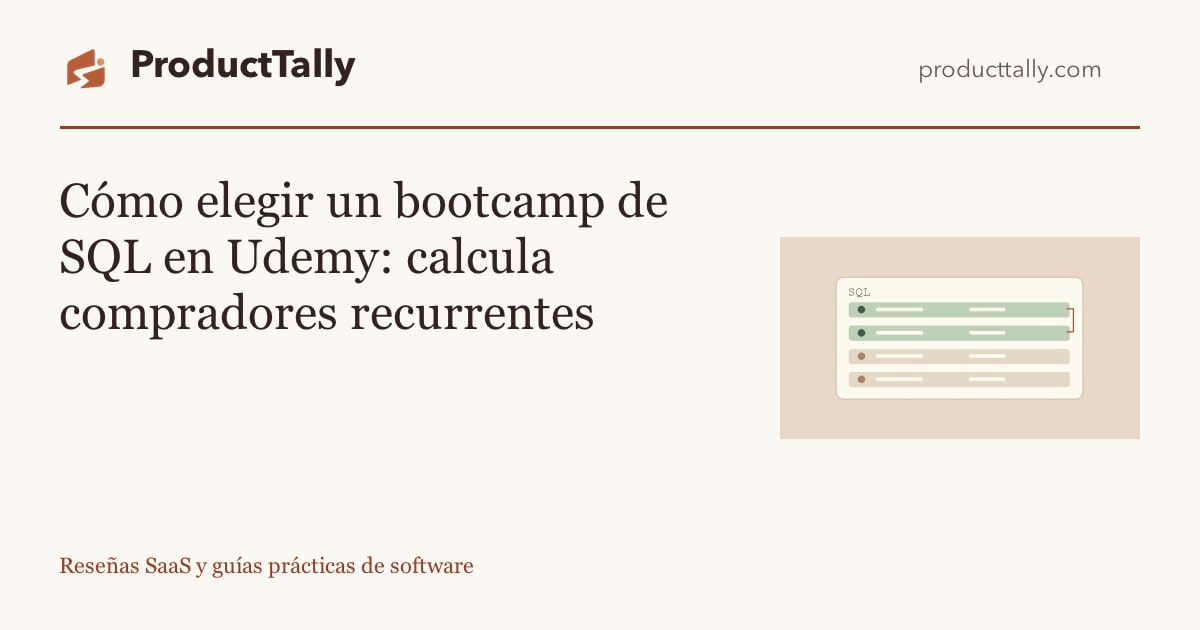 ProductTally
producttally.com
Cómo elegir un bootcamp de
SQL en Udemy: calcula
compradores recurrentes
SQL
Reseñas SaaS y guías prácticas de software